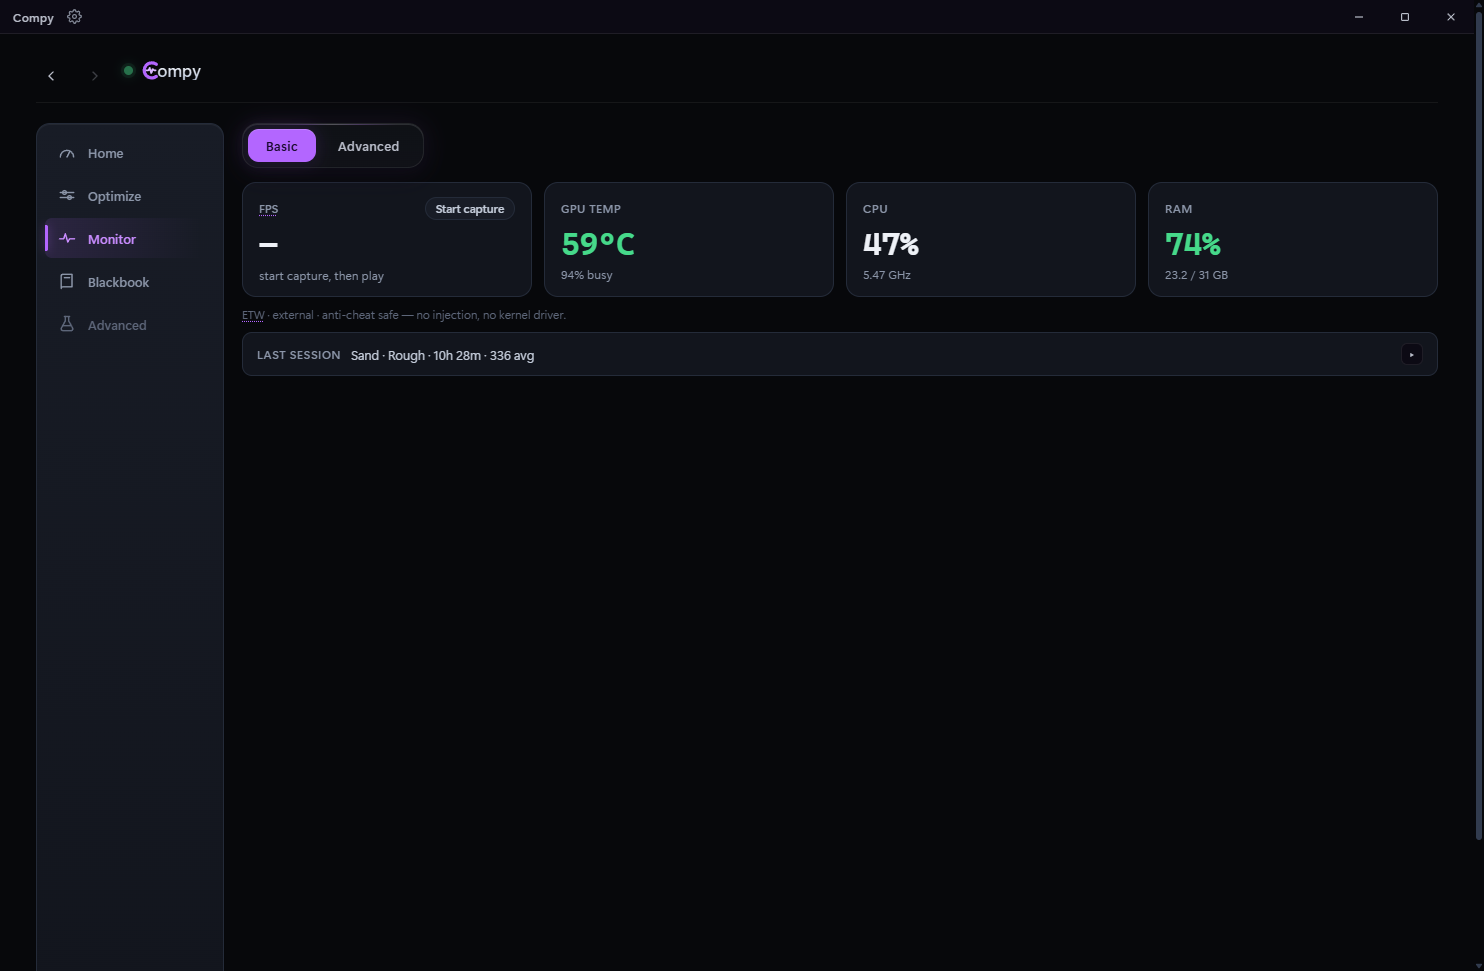 Compy
Compy
Home
Optimize
Monitor
Blackbook
Advanced
Basic
Advanced
FPS
Start capture
—
start capture, then play
GPU TEMP
59°C
94% busy
CPU
47%
5.47 GHz
RAM
74%
23.2 / 31 GB
ETW · external · anti-cheat safe — no injection, no kernel driver.
LAST SESSION Sand · Rough · 10h 28m · 336 avg